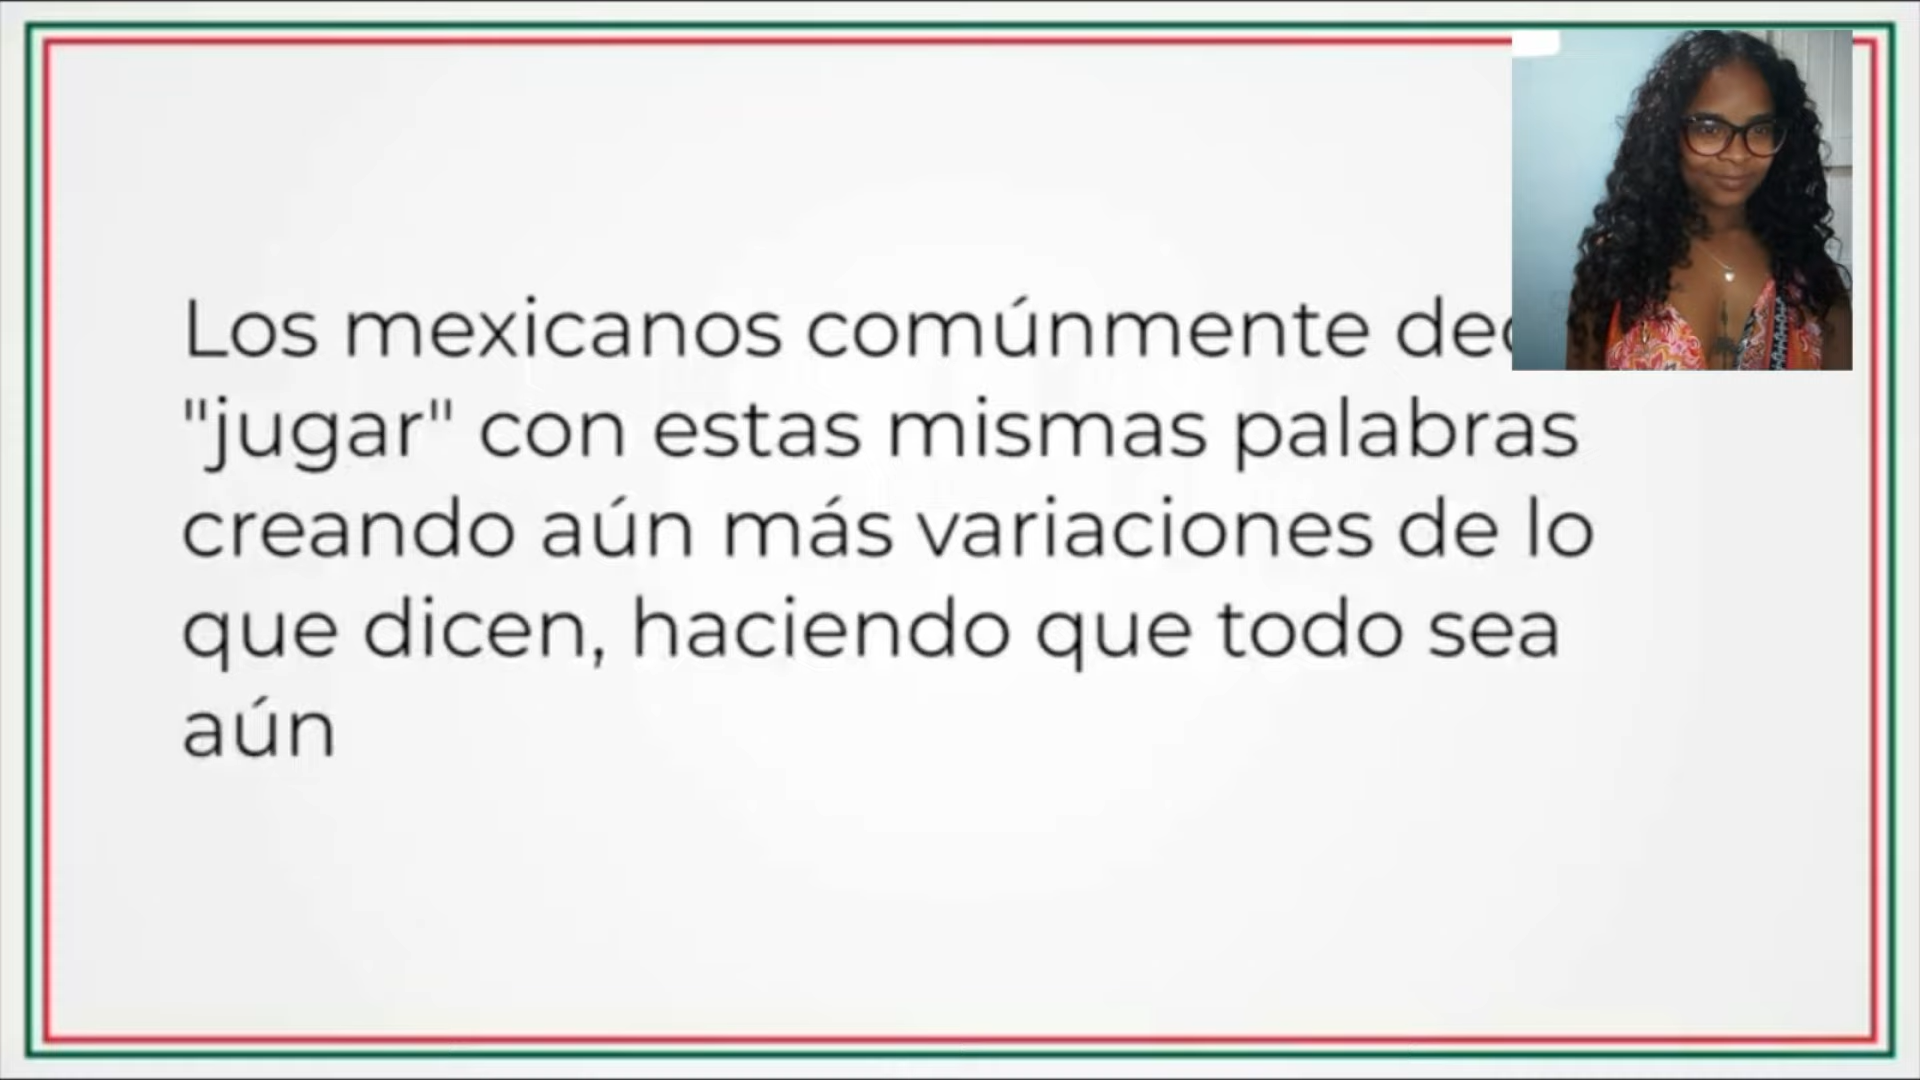 Los mexicanos comúnmente
"jugar" con estas mismas palabras
creando aún más variaciones de lo
que dicen, haciendo que todo sea
aún